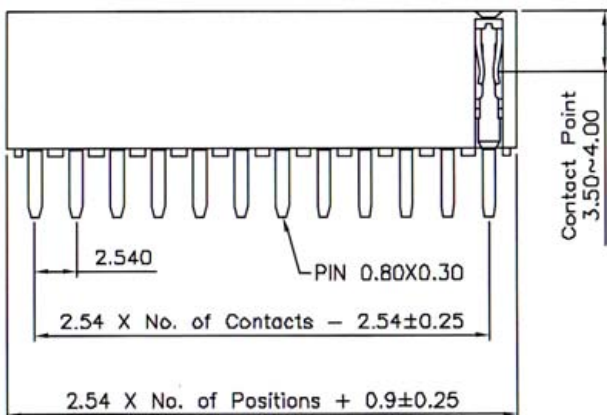 Contact Point
3.50~4.00
2.540
PIN 0.80X0.30
2.54 X No. of Contacts - 2.54±0.25
2.54 X No. of Positions + 0.9±0.25